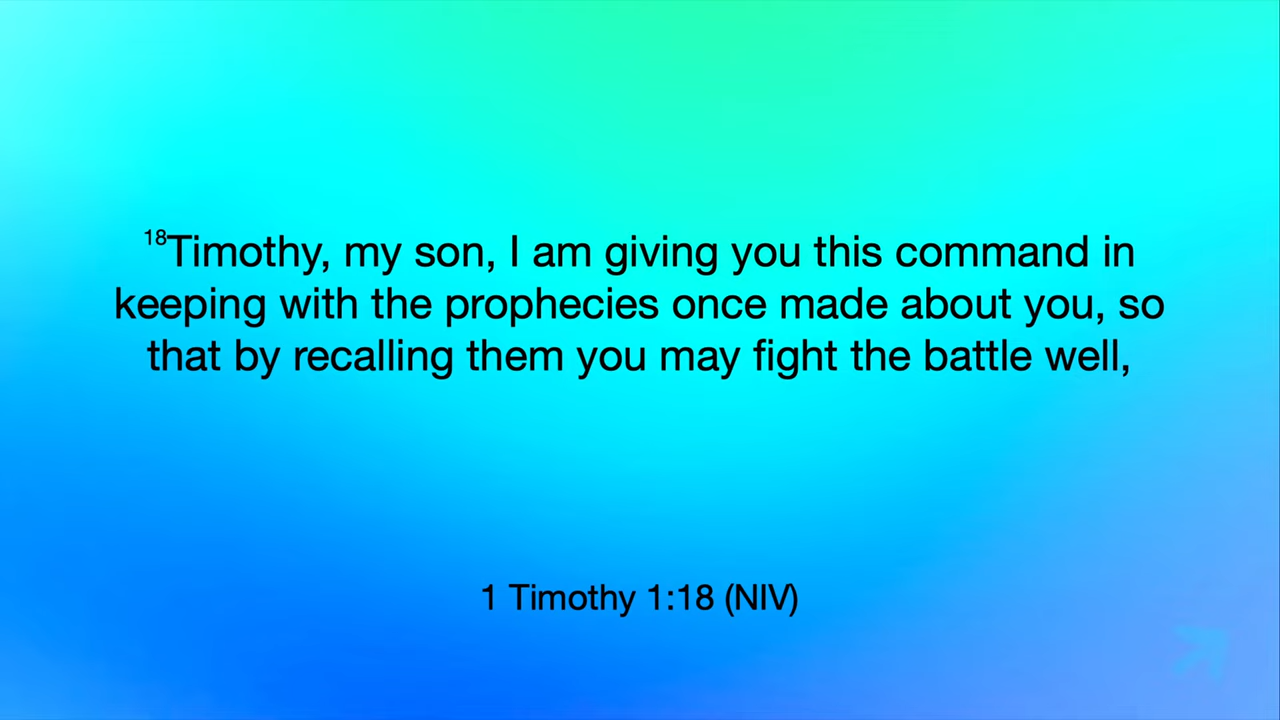 18Timothy, my son, I am giving you this command in
keeping with the prophecies once made about you, so
that by recalling them you may fight the battle well,
1 Timothy 1:18 (NIV)